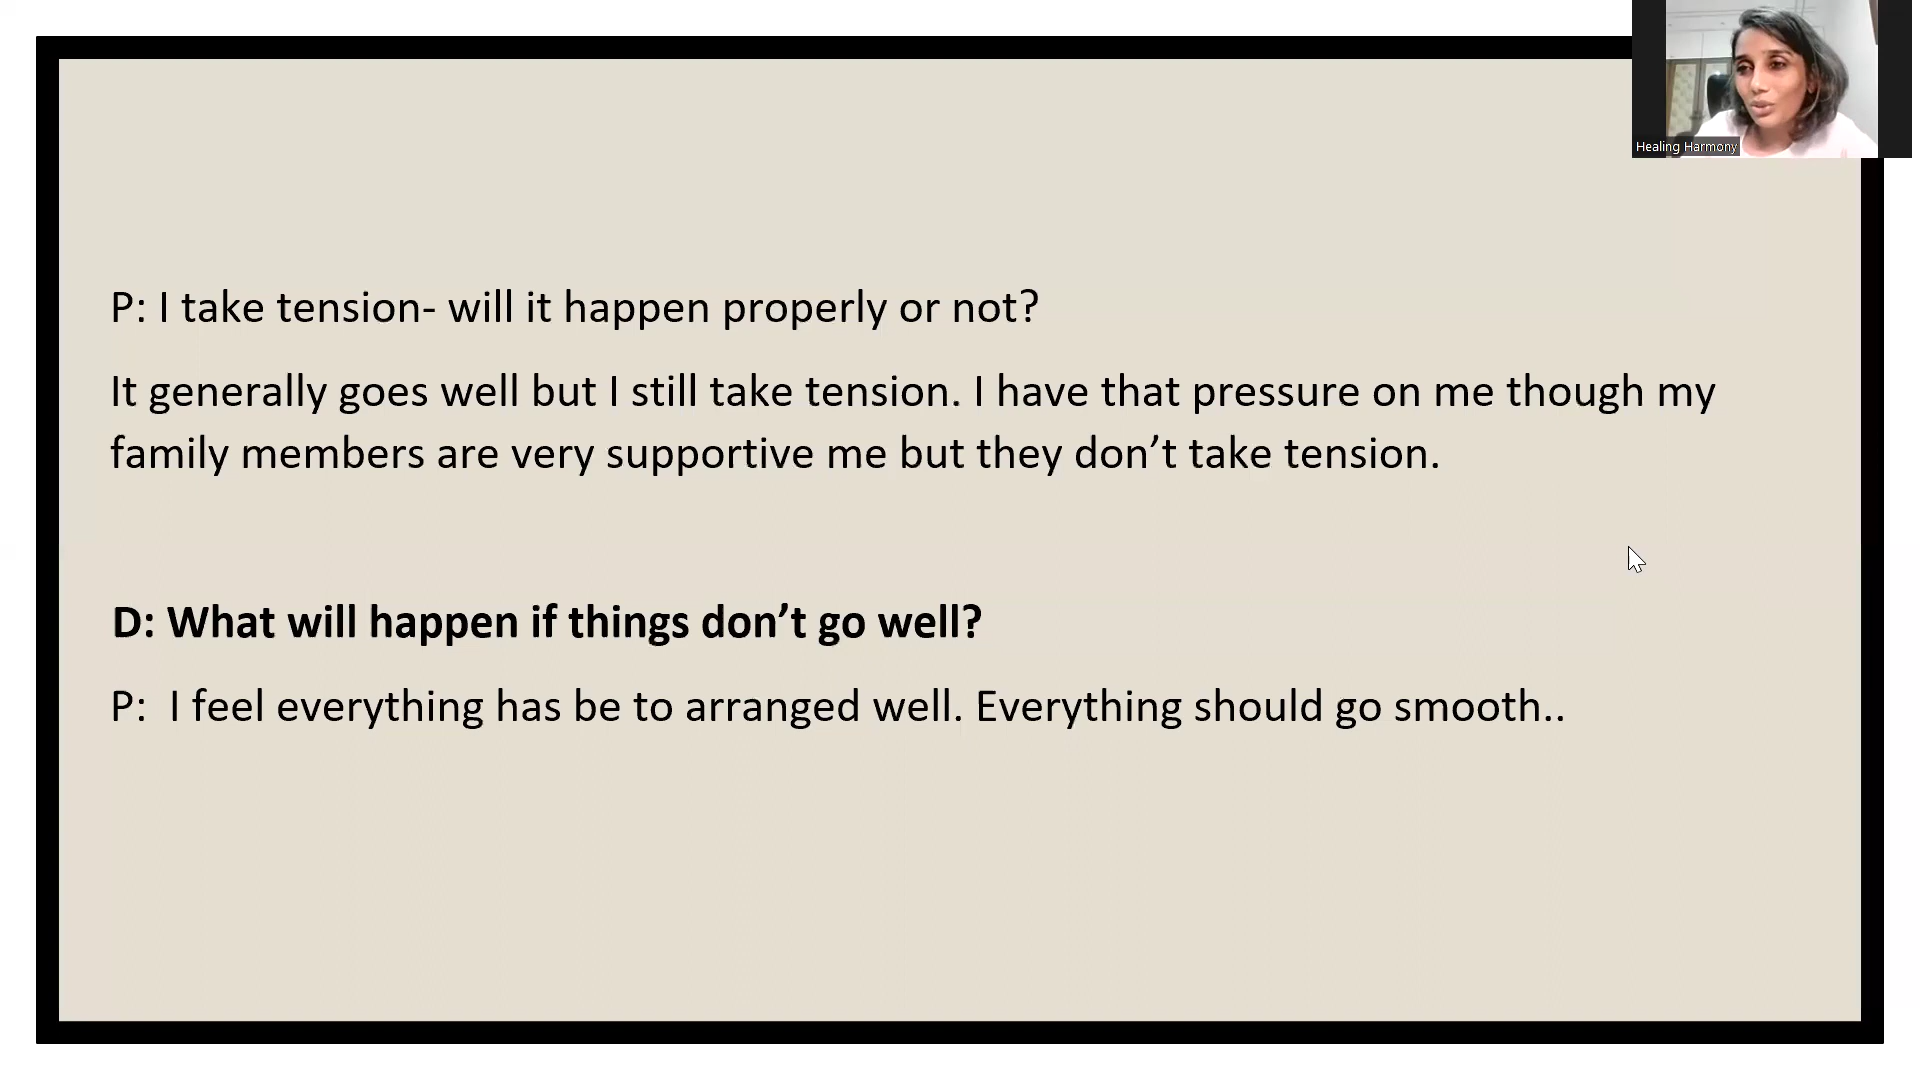 Healing Harmony
P: I take tension- will it happen properly or not?
It generally goes well but I still take tension. I have that pressure on me though my
family members are very supportive me but they don’t take tension.
D: What will happen if things don’t go well?
P:  I feel everything has be to arranged well. Everything should go smooth..